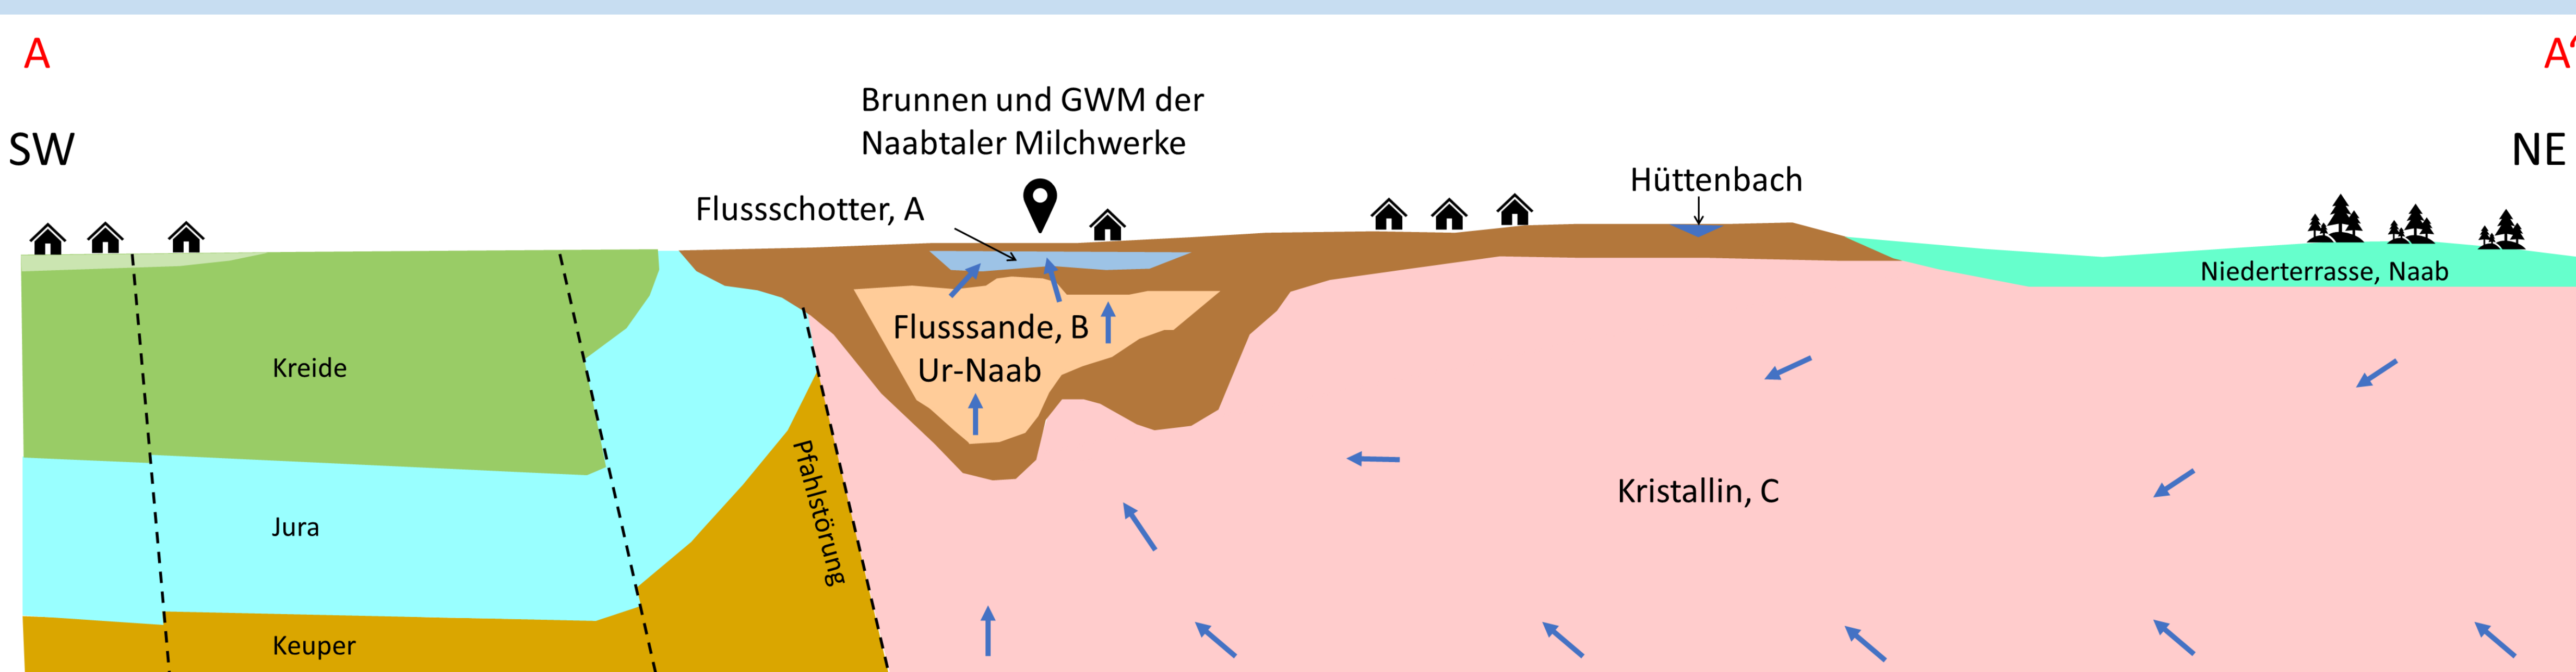 A
A‘
Brunnen und GWM der
Naabtaler Milchwerke
SW
NE
Hüttenbach
Flussschotter, A
Niederterrasse, Naab
Flusssande, B
Ur-Naab
Kreide
Kristallin, C
Pfahlstörung
Jura
Keuper